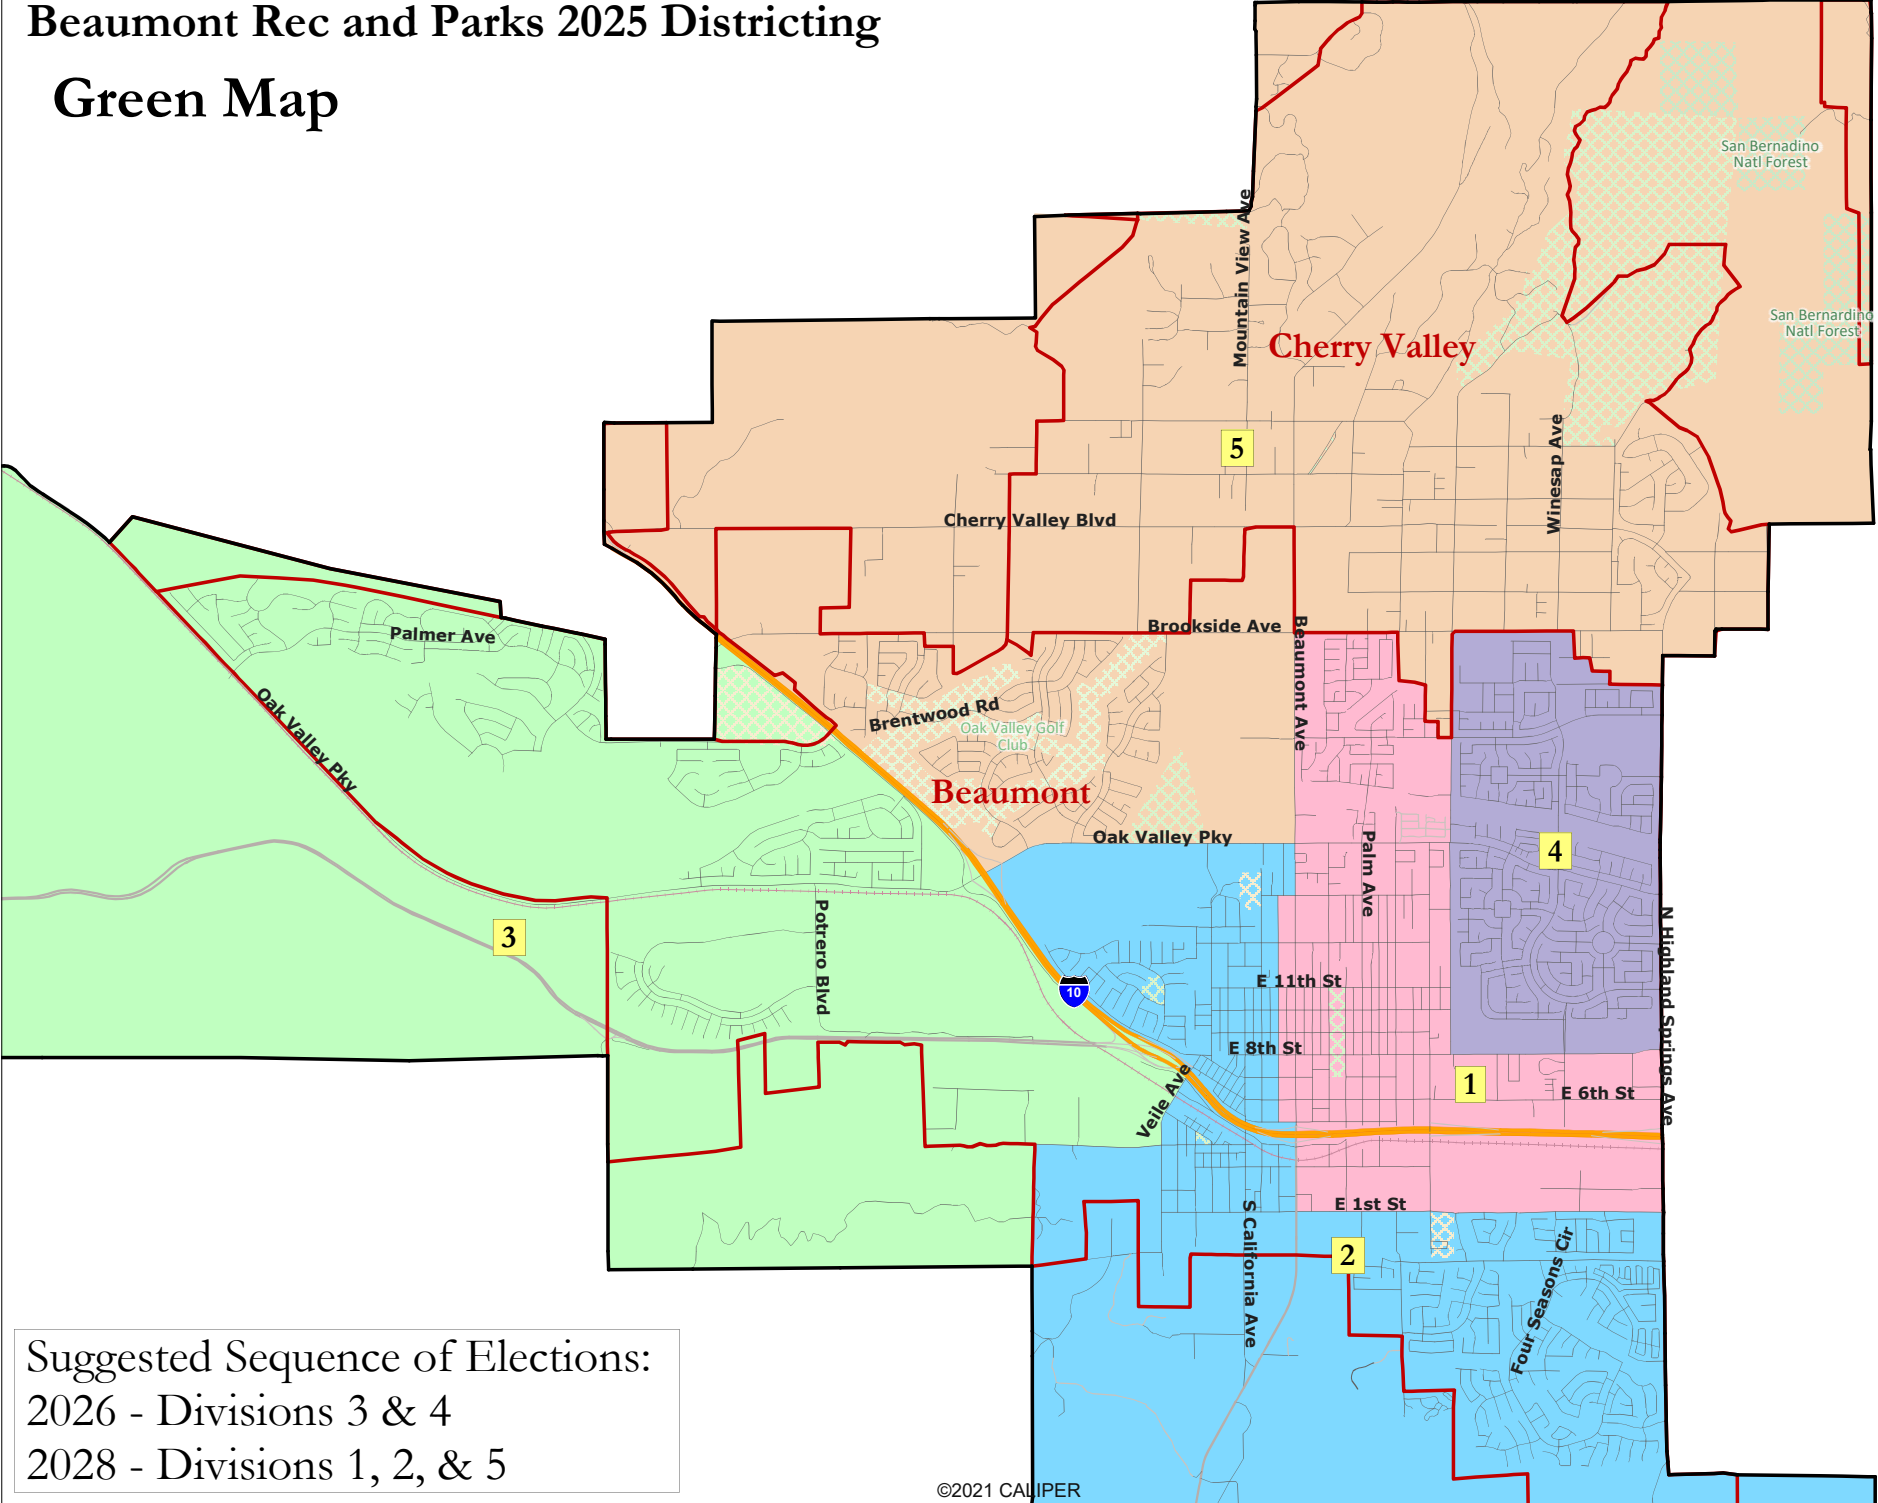 Beaumont Rec and Parks 2025 Districting
Green Map
San Bernadino
Natl Forest
Mountain View Ave
San Bernardino
Natl Forest
Cherry Valley
5
Winesap Ave
Cherry Valley Blvd
Brookside Ave
Palmer Ave
Beaumont Ave
Oak Valley Pky
Brentwood Rd
Oak Valley Golf
Club
Beaumont
Oak Valley Pky
Palm Ave
4
3
Potrero Blvd
N Highland Springs Ave
E 11th St
10
E 8th St
1
E 6th St
Veile Ave
E 1st St
S California Ave
2
Four Seasons Cir
Suggested Sequence of Elections:
2026 - Divisions 3 & 4
2028 - Divisions 1, 2, & 5
©2021 CALIPER